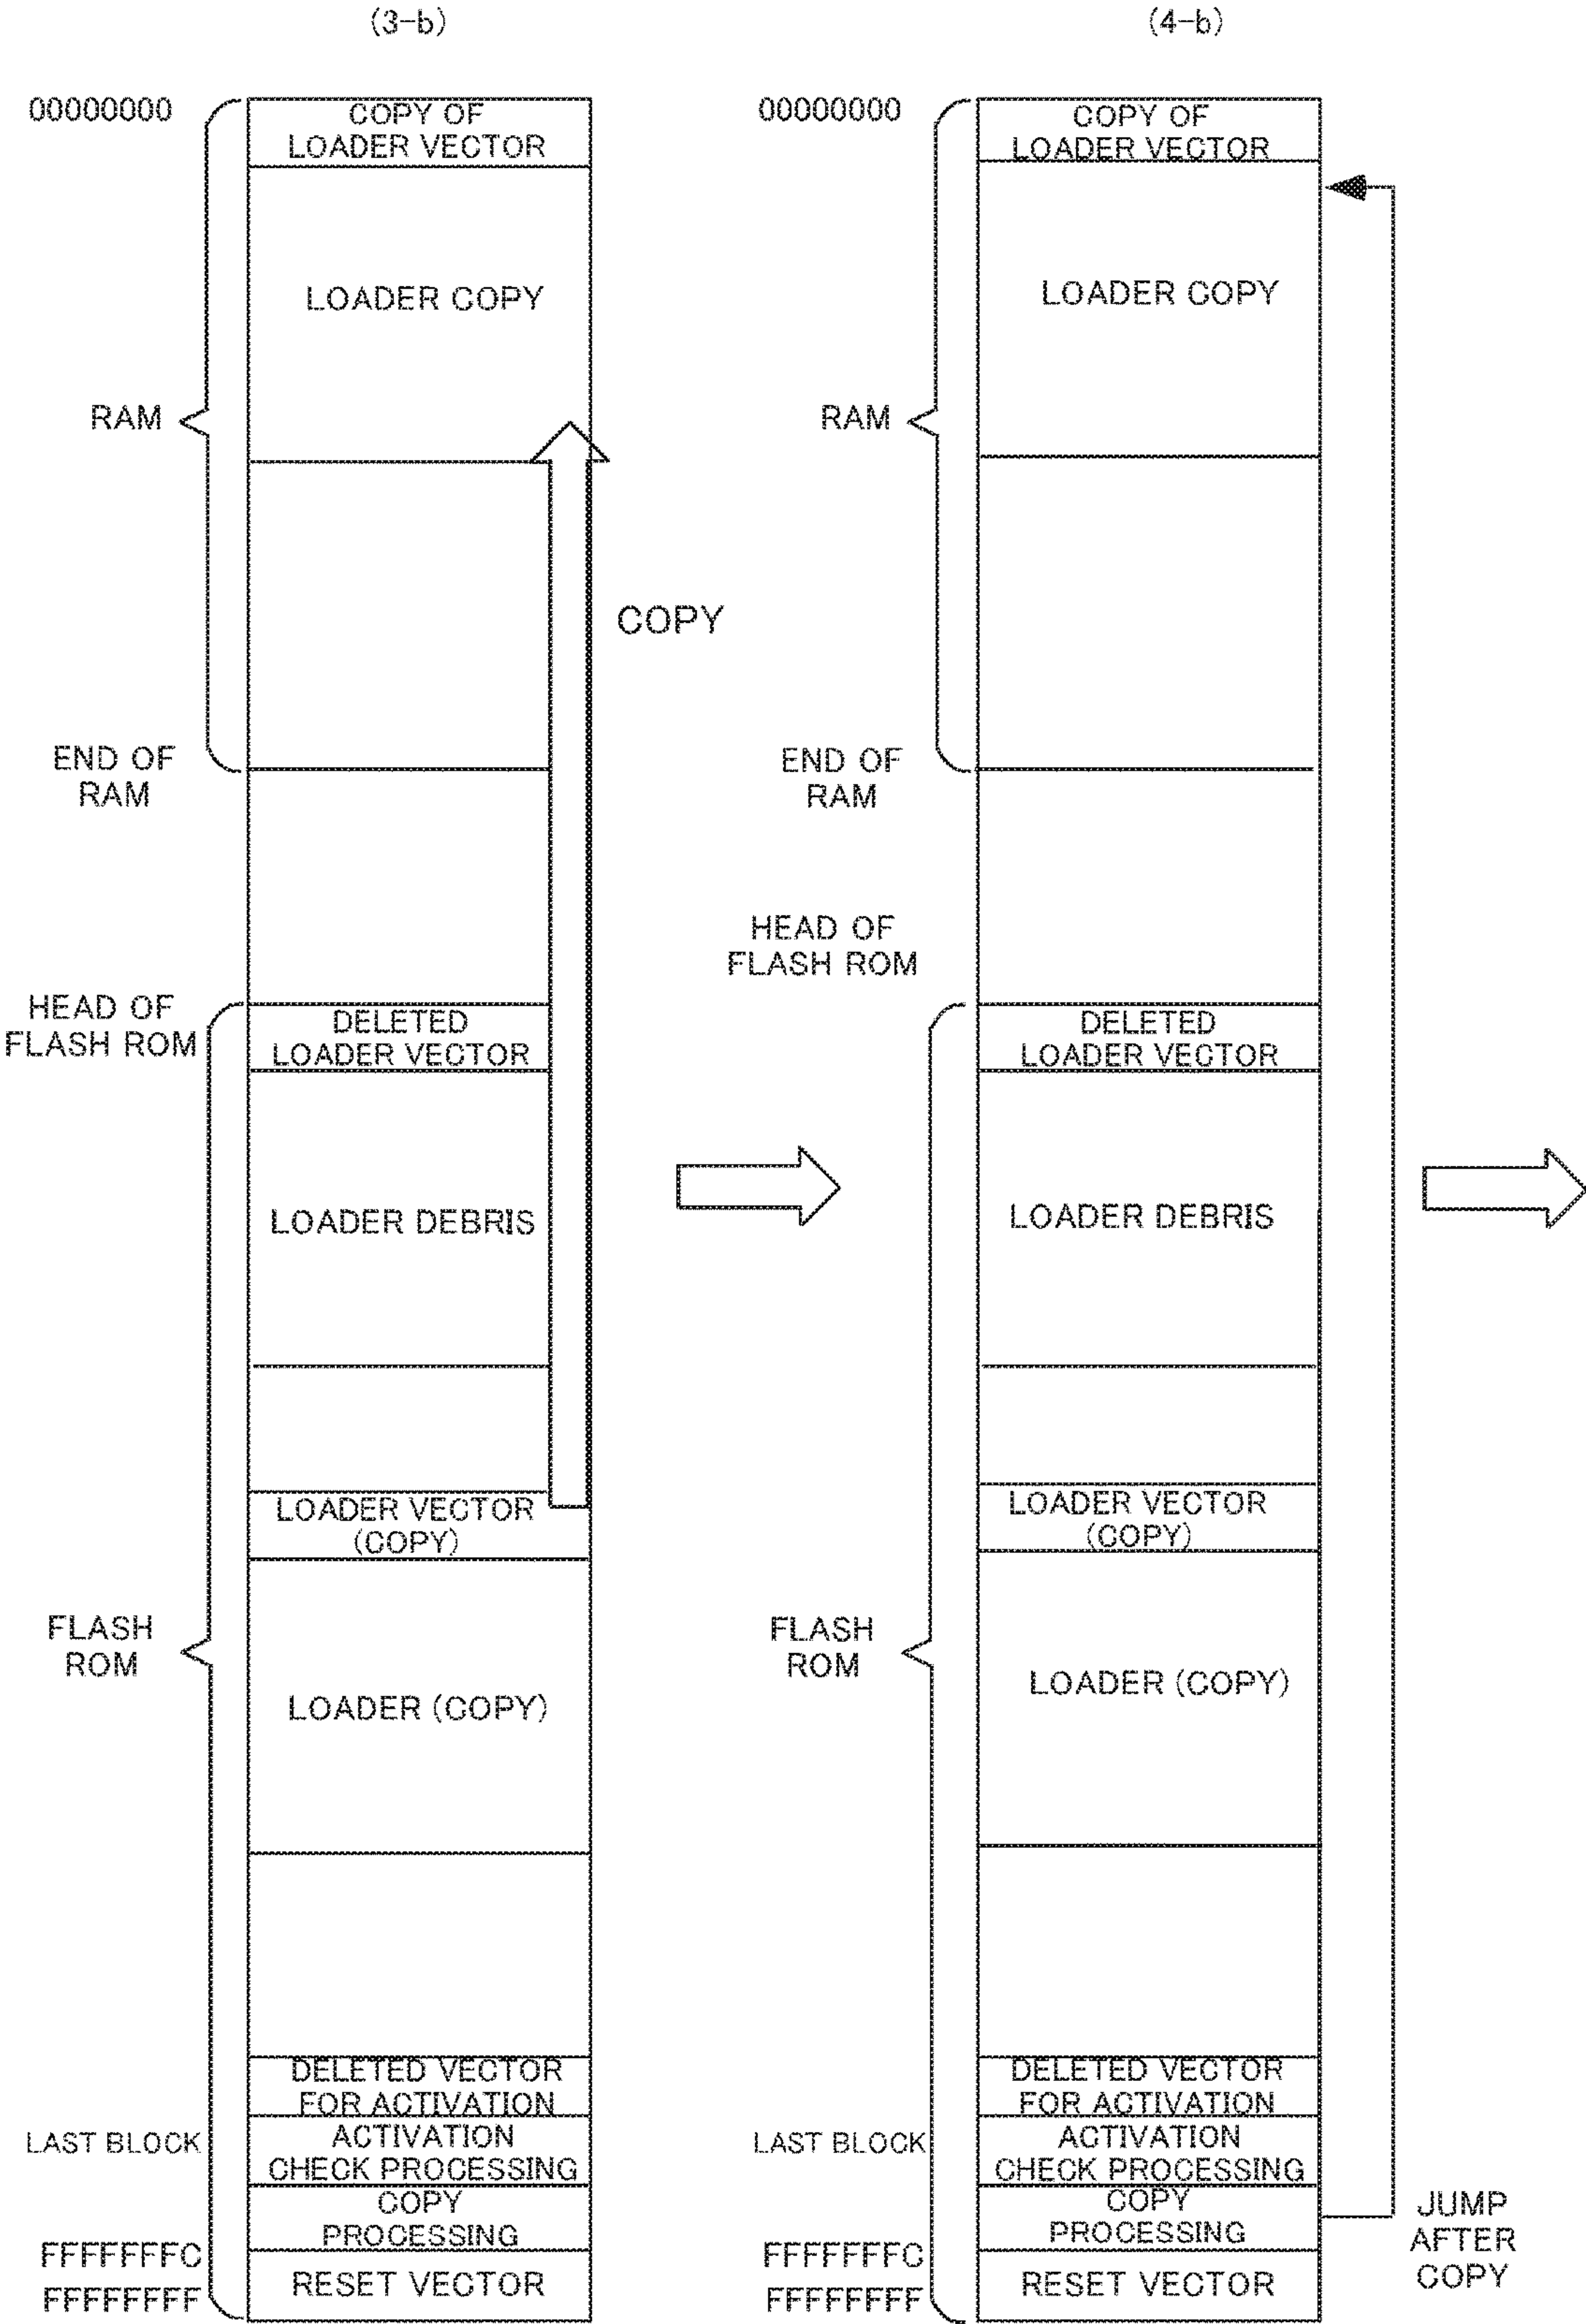 (3-b)
00000000
COPY OF
LOADER VECTOR
LOADER COPY
RAM
COPY
END OF
RAM
HEAD OF
FLASH ROM
DELETED
LOADER VECTOR
LOADER DEBRIS
LOADER VECTOR
(COPY)
FLASH
ROM
LOADER (COPY)
DELETED VECTOR
FOR ACTIVATION
LAST BLOCK
ACTIVATION
CHECK PROCESSING
COPY
PROCESSING
FFFFFFFC
RESET VECTOR
FFFFFFFF
(4-b)
00000000
COPY OF
LOADER VECTOR
LOADER COPY
RAM
END OF
RAM
HEAD OF
FLASH ROM
DELETED
LOADER VECTOR
LOADER DEBRIS
LOADER VECTOR
(COPY)
FLASH
ROM
LOADER (COPY)
DELETED VECTOR
FOR ACTIVATION
LAST BLOCK
ACTIVATION
CHECK PROCESSING
COPY
PROCESSING
JUMP
AFTER
COPY
FFFFFFFC
RESET VECTOR
FFFFFFFF